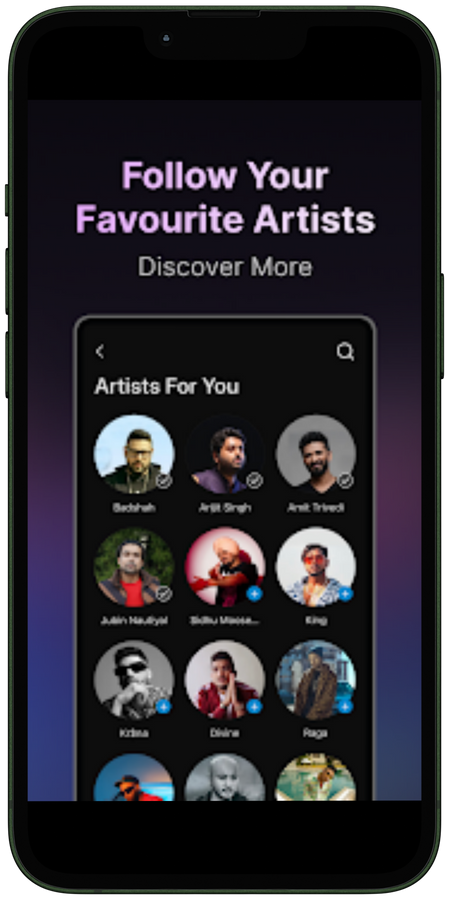 Follow Your
Favourite Artists
Discover More
Artists For You
Badshah
Arijit Singh
Amit Trivedi
Jubin Nautiyal
Sidhu Moose...
King
Kr$na
Divine
Raga